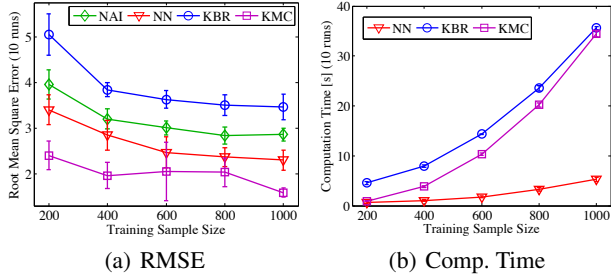 NAI NN KBR KMC
Root Mean Square Error (10 runs)
5
4
3
2
200 400 600 800 1000
Training Sample Size
(a) RMSE
NN KBR KMC
Computation Time [s] (10 runs)
40
30
20
10
0
200 400 600 800 1000
Training Sample Size
(b) Comp. Time